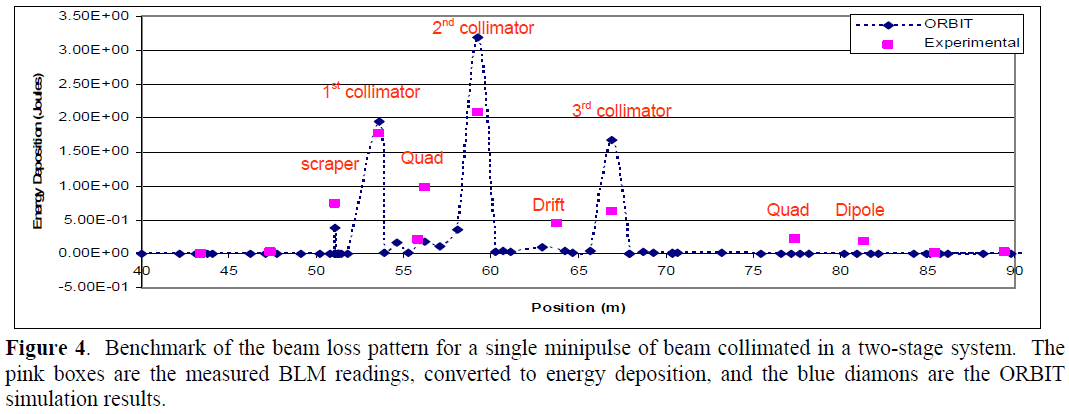 3.50E+00
3.00E+00
2.50E+00
2.00E+00
1.50E+00
1.00E+00
5.00E-01
0.00E+00
-5.00E-01
Energy Deposition (Joules)
ORBIT
Experimental
2nd collimator
1st collimator
3rd collimator
scraper
Quad
Drift
Quad
Dipole
40 45 50 55 60 65 70 75 80 85 90
Position (m)
Figure 4. Benchmark of the beam loss pattern for a single minipulse of beam collimated in a two-stage system. The
pink boxes are the measured BLM readings, converted to energy deposition, and the blue diamons are the ORBIT
simulation results.